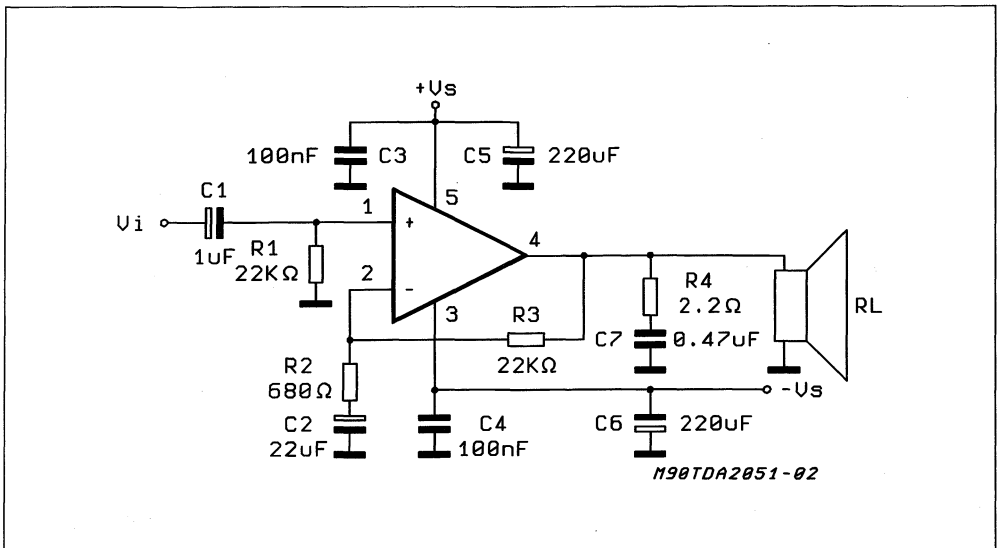 +Vs
100nF
C3
C5
220uF
C1
1
5
Vi
+
4
1uF
R1
22KΩ
2
-
3
R3
R4
2.2Ω
RL
22KΩ
C7
0.47uF
R2
680Ω
-Vs
C2
22uF
C4
100nF
C6
220uF
M90TDA2051-02